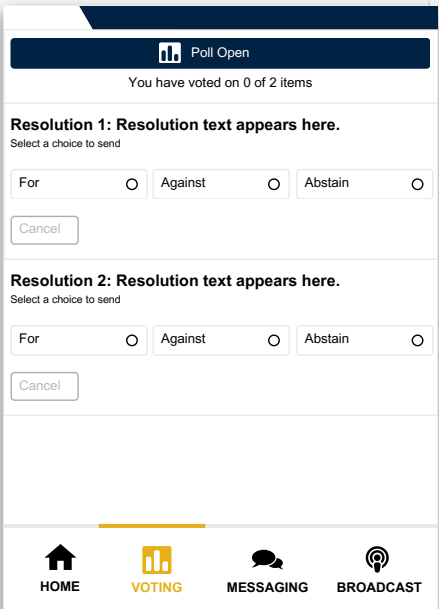 Poll Open
You have voted on 0 of 2 items
Resolution 1: Resolution text appears here.
Select a choice to send
For Against Abstain
Cancel
Resolution 2: Resolution text appears here.
Select a choice to send
For Against Abstain
Cancel
HOME VOTING MESSAGING BROADCAST